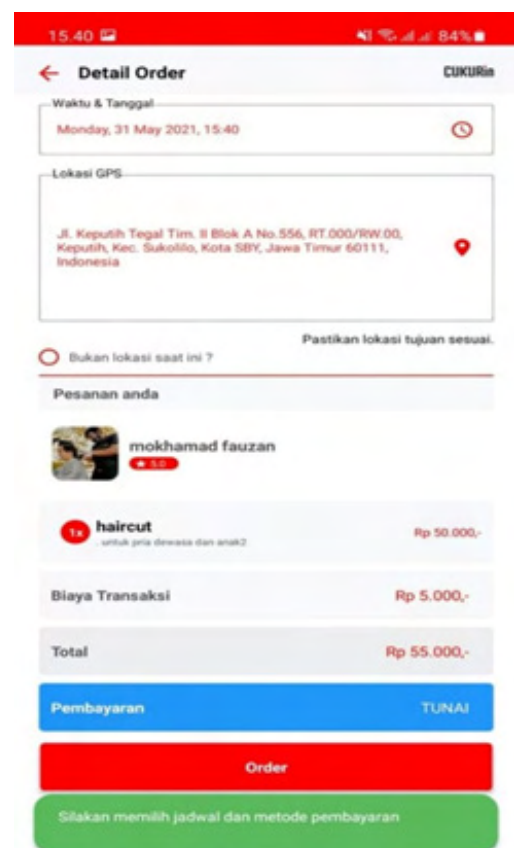 15.40 84%
Detail Order CUKURin
Waktu & Tanggal
Monday, 31 May 2021, 15:40
Lokasi GPS
Jl. Keputih Tegal Tim. II Blok A No.556, RT.000/RW.00,
Keputih, Kec. Sukolilo, Kota SBY, Jawa Timur 60111,
Indonesia
Pastikan lokasi tujuan sesuai.
Bukan lokasi saat ini ?
Pesanan anda
mokhamad fauzan
★ 5.0
1x haircut Rp 50.000,-
. untuk pria dewasa dan anak2
Biaya Transaksi Rp 5.000,-
Total Rp 55.000,-
Pembayaran TUNAI
Order
Silakan memilih jadwal dan metode pembayaran